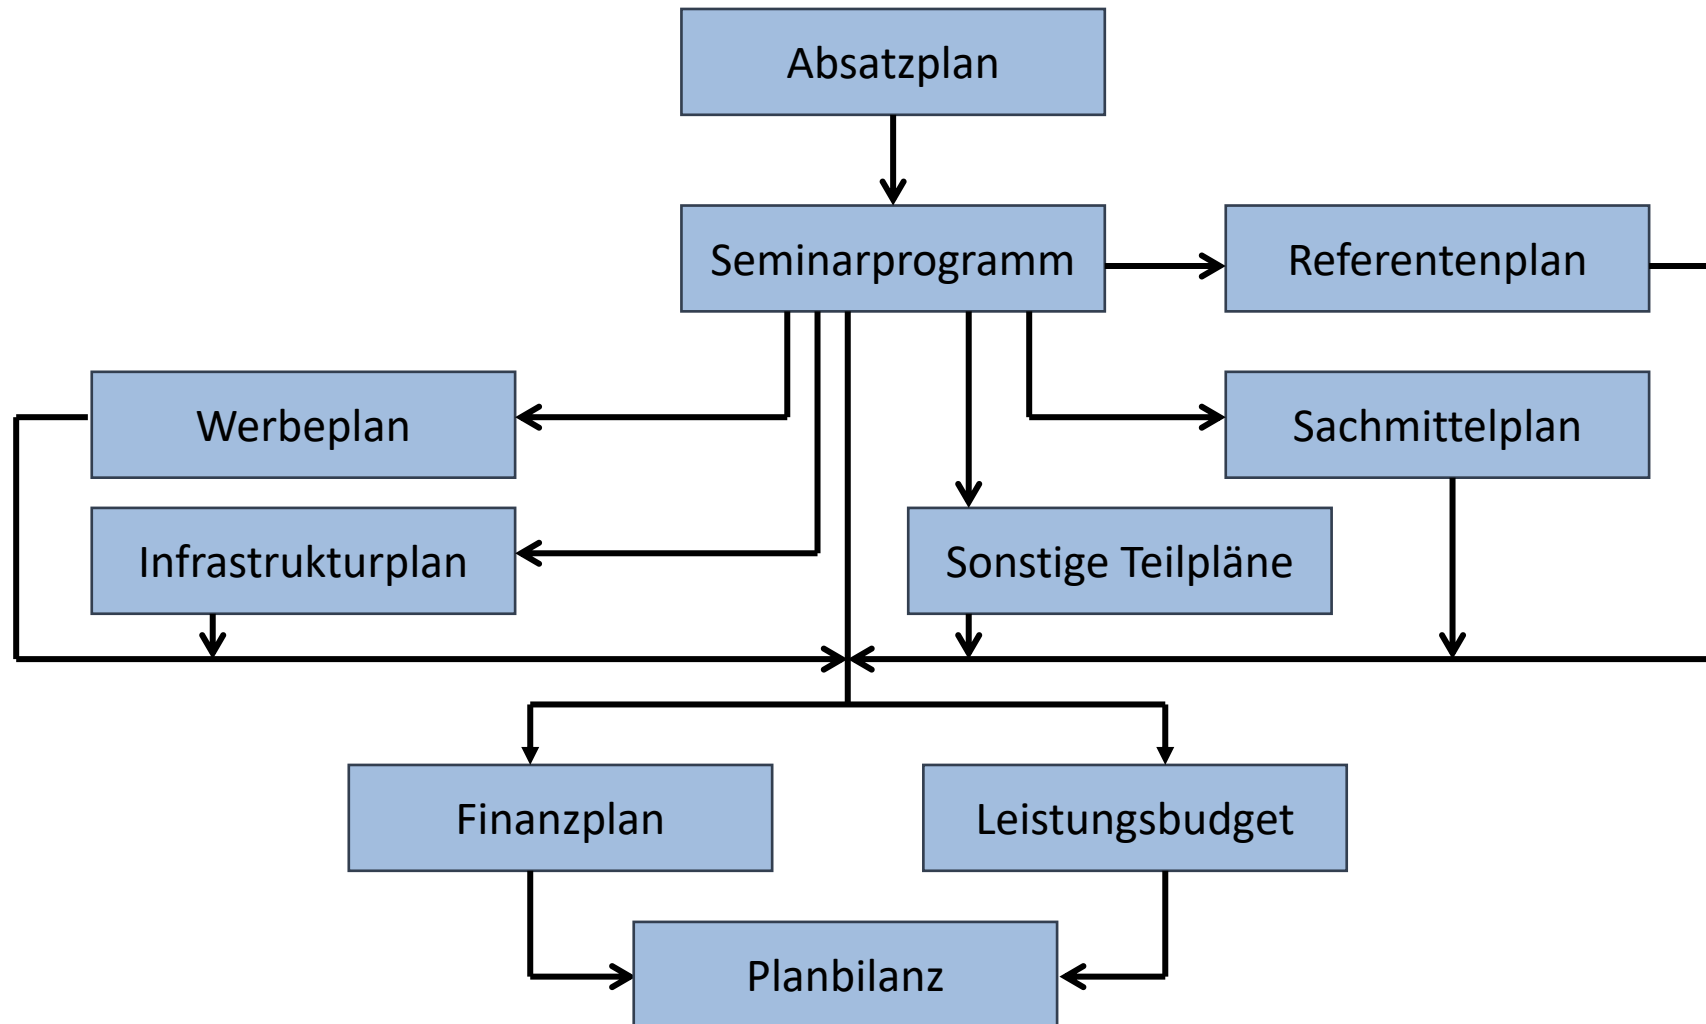 Absatzplan
Seminarprogramm
Referentenplan
Werbeplan
Sachmittelplan
Infrastrukturplan
Sonstige Teilpläne
Finanzplan
Leistungsbudget
Planbilanz